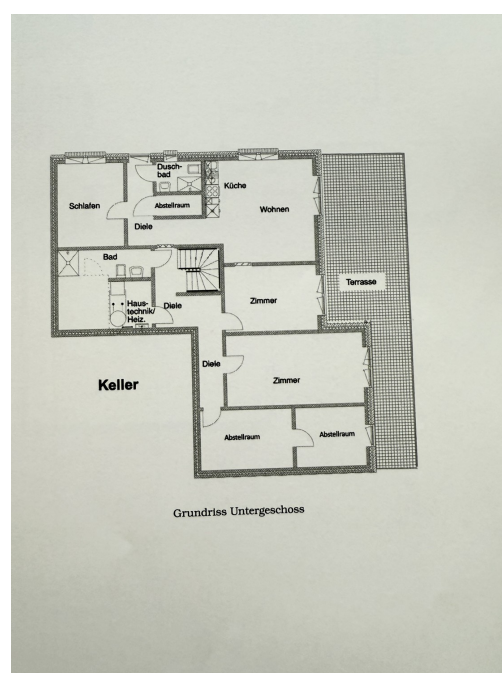 Dusch-
bad
Küche
Schlafen
Abstellraum
Wohnen
Diele
Bad
Terrasse
Haus-
technik/
Heiz.
Diele
Zimmer
Diele
Keller
Zimmer
Abstellraum
Abstellraum
Grundriss Untergeschoss